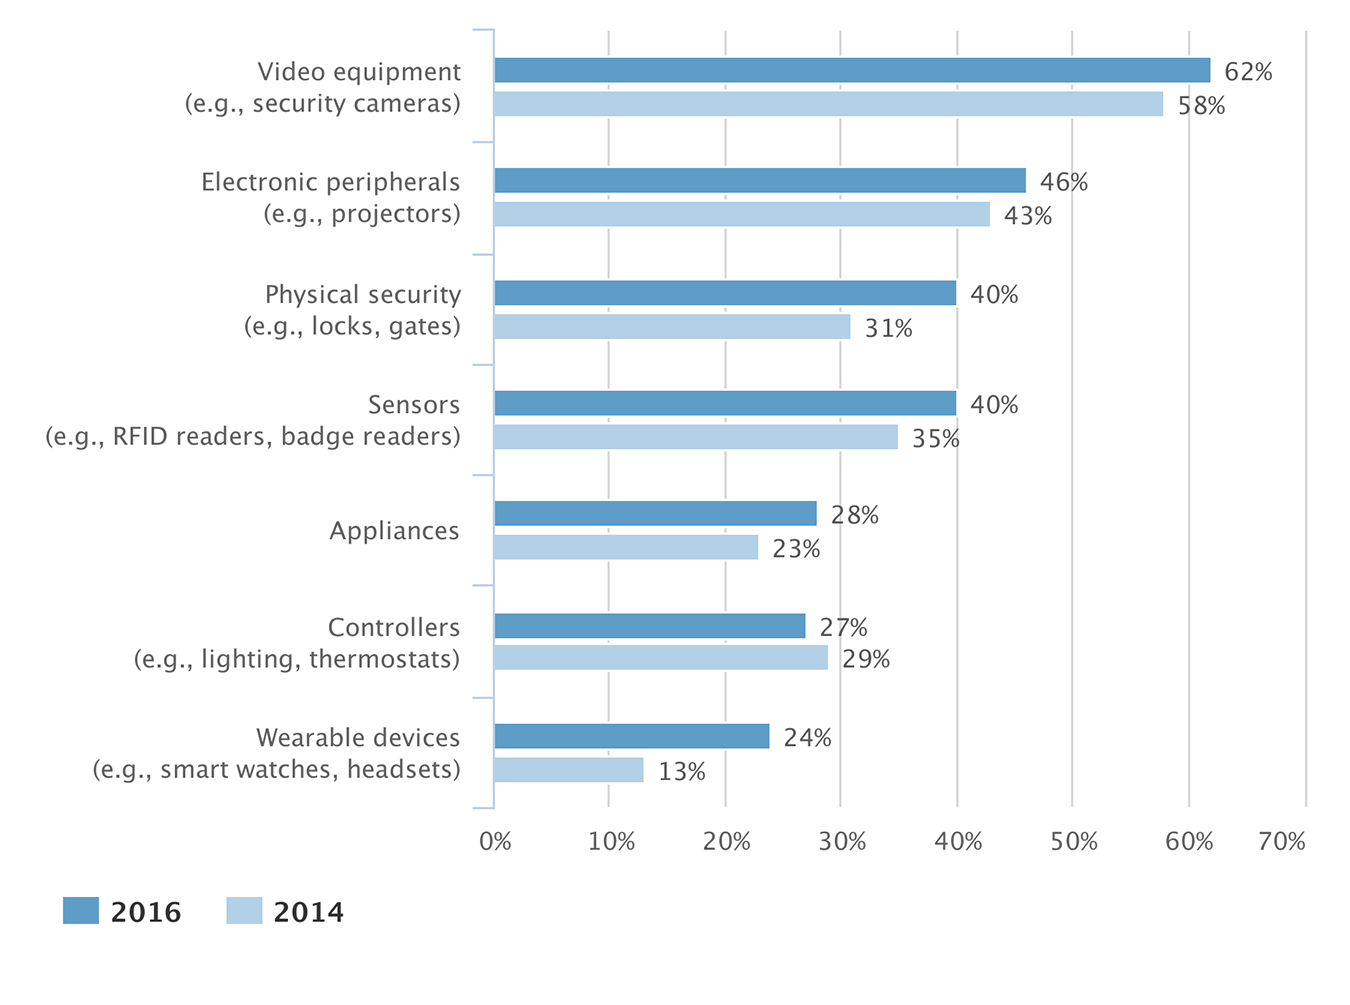 Video equipment
(e.g., security cameras)
62%
58%
Electronic peripherals
(e.g., projectors)
46%
43%
Physical security
(e.g., locks, gates)
40%
31%
Sensors
(e.g., RFID readers, badge readers)
40%
35%
Appliances
28%
23%
Controllers
(e.g., lighting, thermostats)
27%
29%
Wearable devices
(e.g., smart watches, headsets)
24%
13%
0% 10% 20% 30% 40% 50% 60% 70%
2016 2014